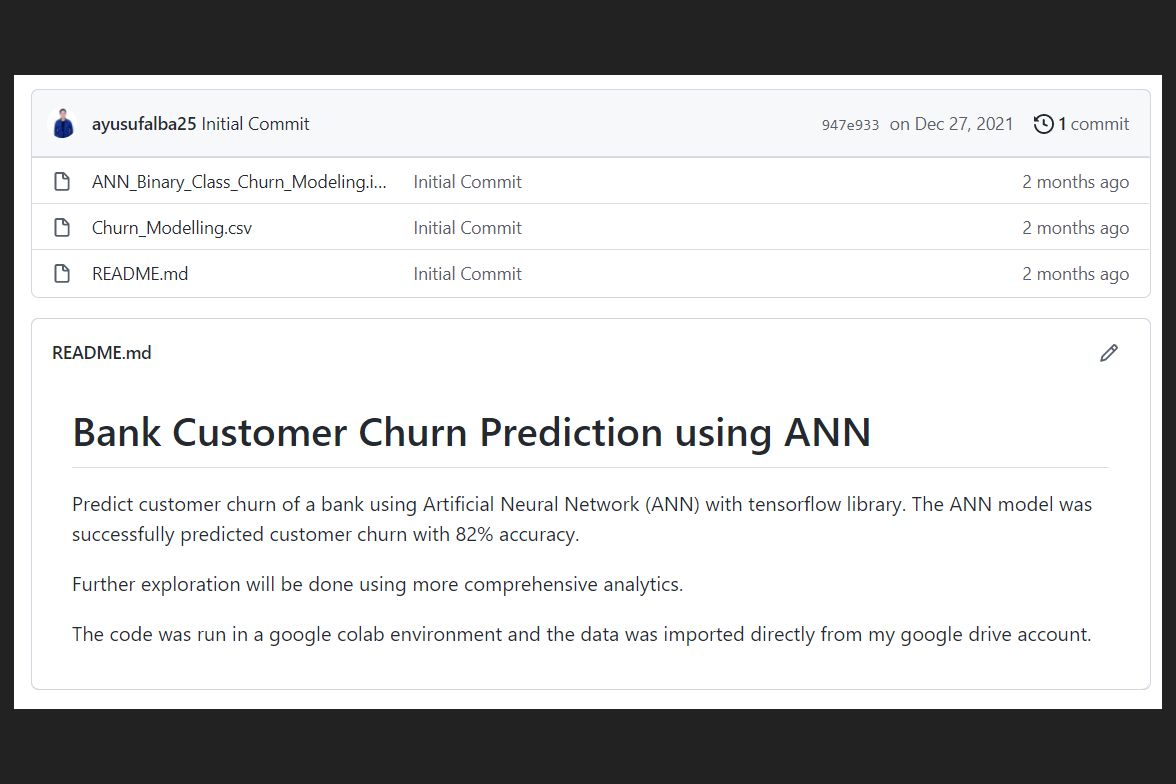 ayusufalba25 Initial Commit 947e933 on Dec 27, 2021 1 commit
ANN_Binary_Class_Churn_Modeling.i... Initial Commit 2 months ago
Churn_Modelling.csv Initial Commit 2 months ago
README.md Initial Commit 2 months ago
README.md
Bank Customer Churn Prediction using ANN
Predict customer churn of a bank using Artificial Neural Network (ANN) with tensorflow library. The ANN model was
successfully predicted customer churn with 82% accuracy.
Further exploration will be done using more comprehensive analytics.
The code was run in a google colab environment and the data was imported directly from my google drive account.